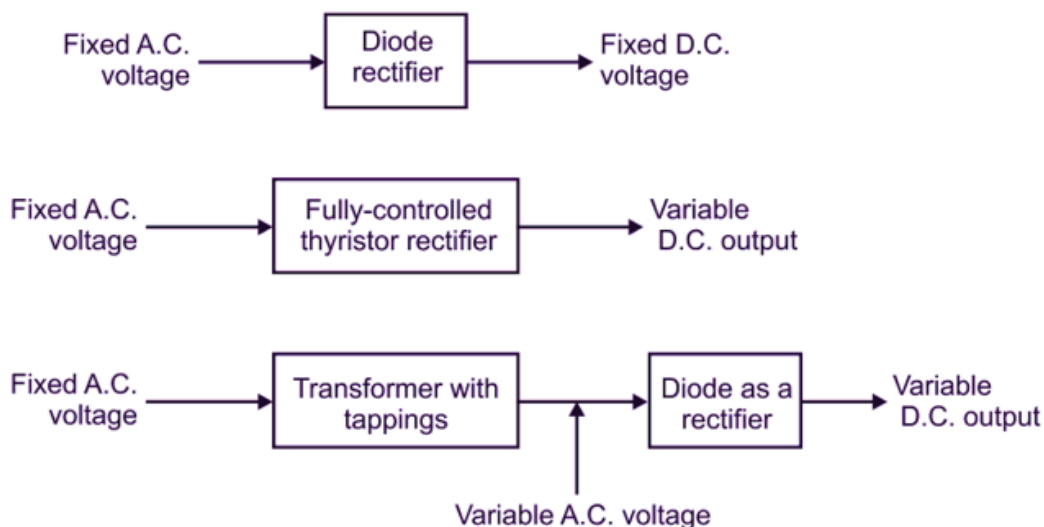 Fixed A.C.
voltage
Diode
rectifier
Fixed D.C.
voltage
Fixed A.C.
voltage
Fully-controlled
thyristor rectifier
Variable
D.C. output
Fixed A.C.
voltage
Transformer with
tappings
Diode as a
rectifier
Variable
D.C. output
Variable A.C. voltage